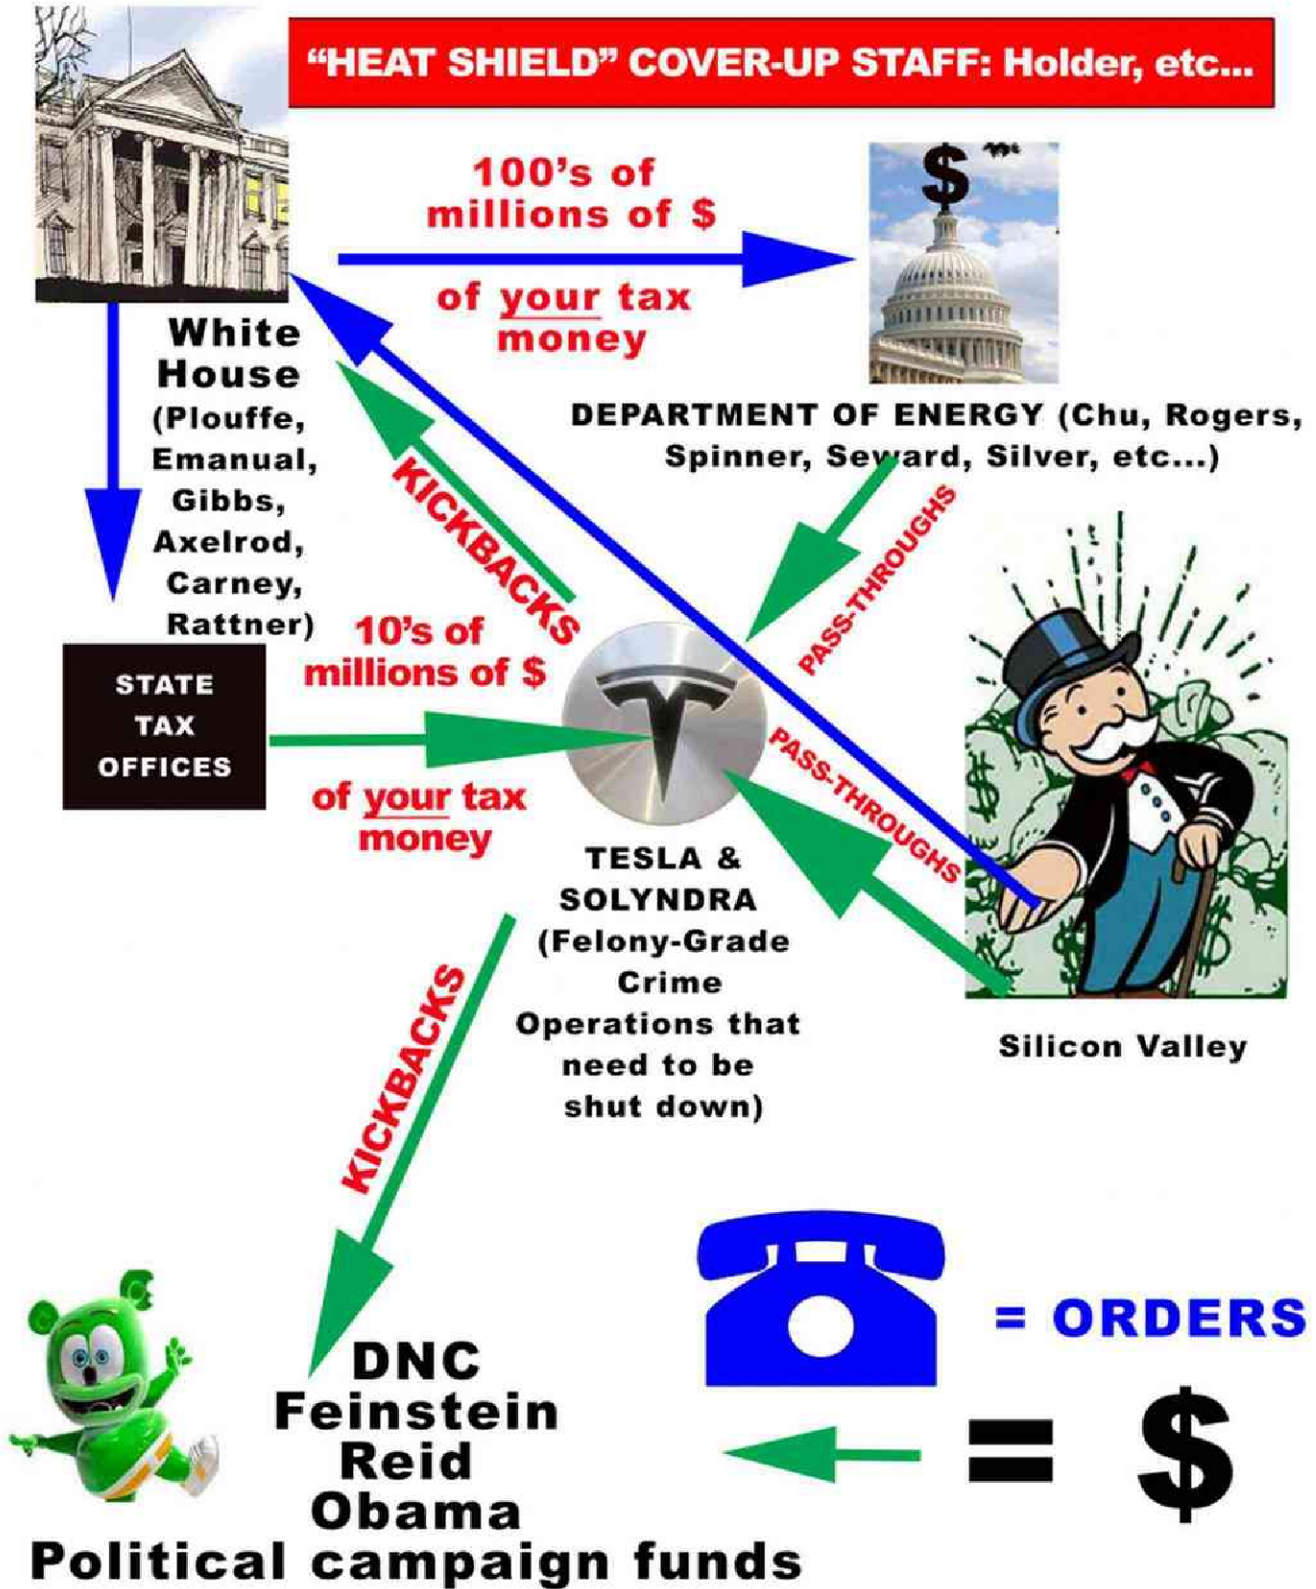 “HEAT SHIELD” COVER-UP STAFF: Holder, etc...
100’s of
millions of $
of your tax
money
$
White
House
(Plouffe,
Emanual,
Gibbs,
Axelrod,
Carney,
Rattner)
DEPARTMENT OF ENERGY (Chu, Rogers,
Spinner, Seward, Silver, etc...)
KICKBACKS
PASS-THROUGHS
STATE
TAX
OFFICES
10’s of
millions of $
of your tax
money
PASS-THROUGHS
TESLA &
SOLYNDRA
(Felony-Grade
Crime
Operations that
need to be
shut down)
$
$
$
Silicon Valley
KICKBACKS
= ORDERS
= $
DNC
Feinstein
Reid
Obama
Political campaign funds